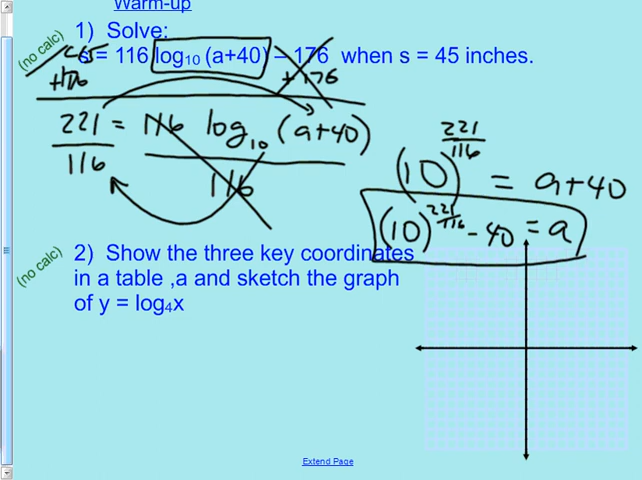 Warm-up
(no calc)
1) Solve:
s = 116 log₁₀ (a+40) – 176 when s = 45 inches.
45
+176 +176
221 = 116 log₁₀ (a+40)
116 116
(10)^221/116 = a+40
(10)^221/116 - 40 = a
(no calc)
2) Show the three key coordinates
in a table ,a and sketch the graph
of y = log₄x
Extend Page